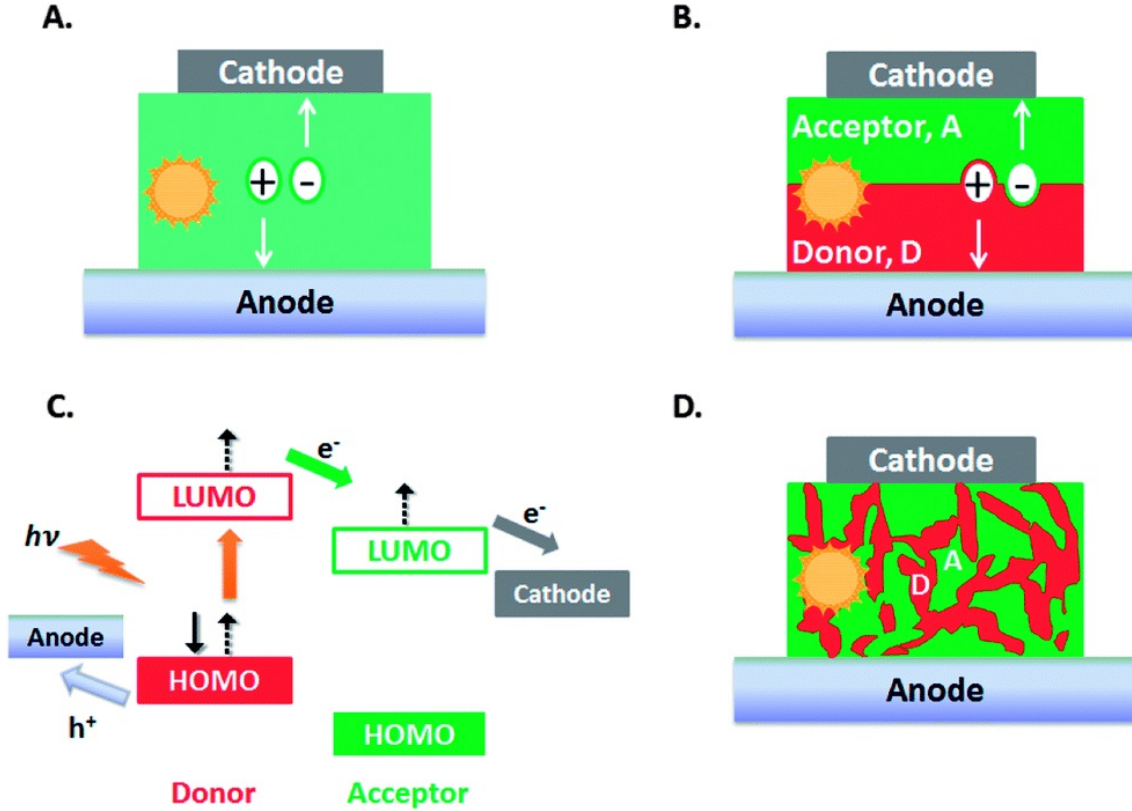 A.
Cathode
+
-
Anode
B.
Cathode
Acceptor, A
+
-
Donor, D
Anode
C.
LUMO
e-
hν
LUMO
e-
Cathode
Anode
HOMO
h+
HOMO
Donor
Acceptor
D.
Cathode
A
D
Anode